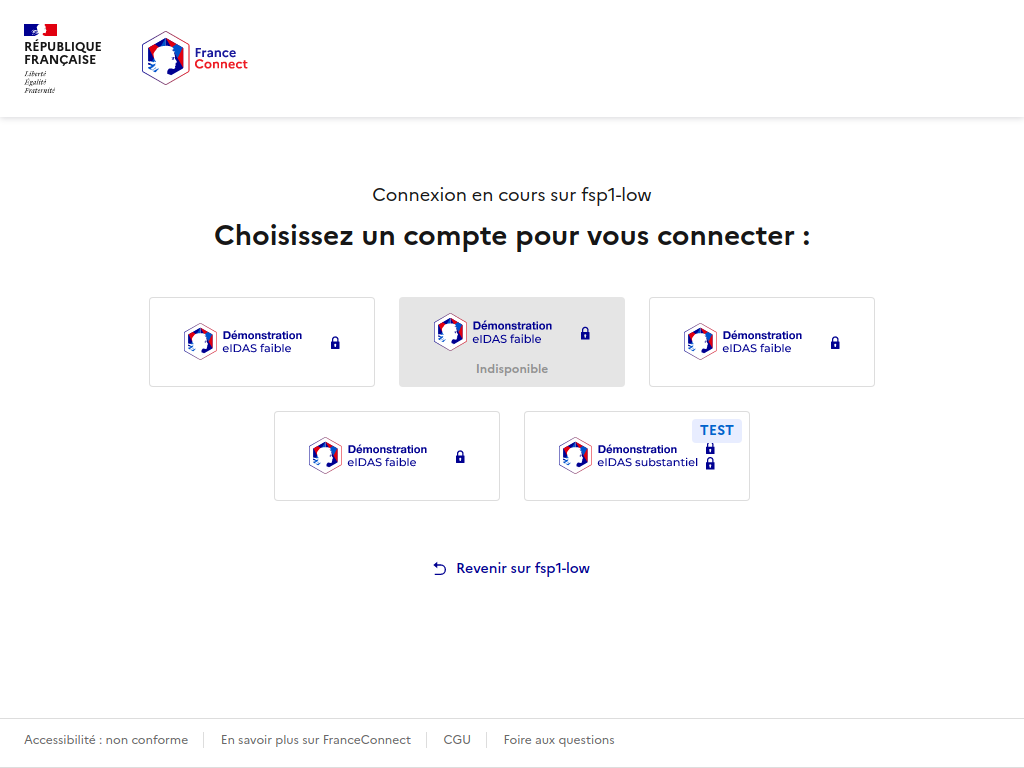 RÉPUBLIQUE
FRANÇAISE
Liberté
Égalité
Fraternité
France
Connect
Connexion en cours sur fsp1-low
Choisissez un compte pour vous connecter :
Démonstration
eIDAS faible
Démonstration
eIDAS faible
Indisponible
Démonstration
eIDAS faible
Démonstration
eIDAS faible
TEST
Démonstration
eIDAS substantiel
Revenir sur fsp1-low
Accessibilité : non conforme
En savoir plus sur FranceConnect
CGU
Foire aux questions